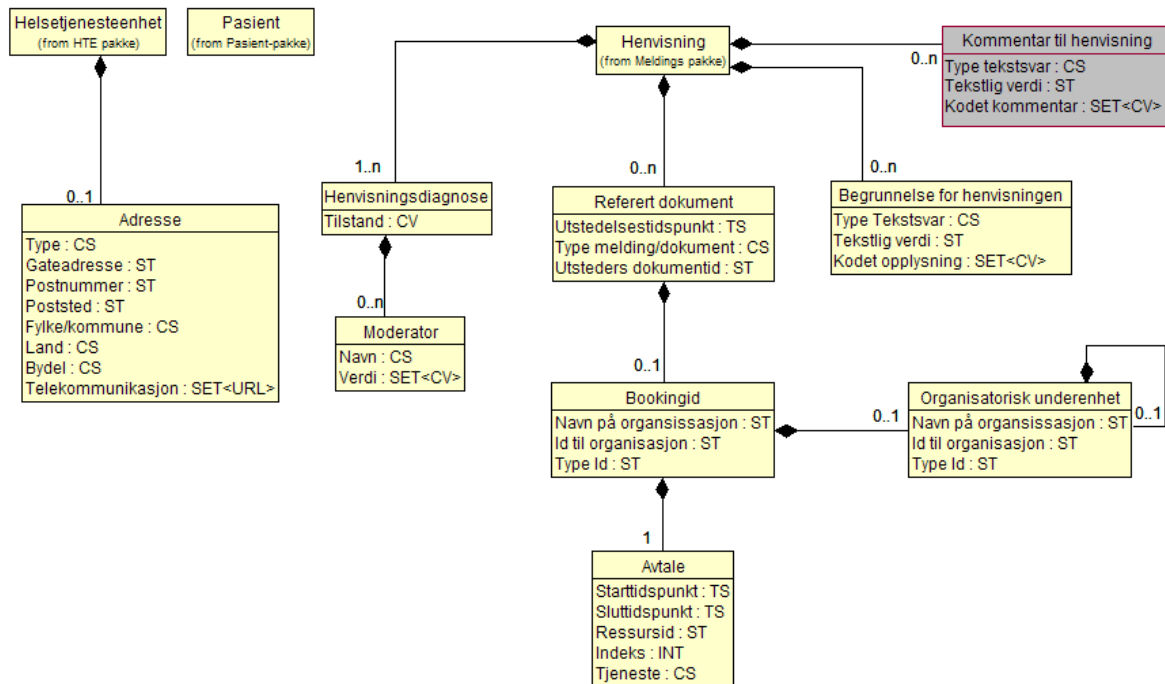 Helsetjenesteenhet
(from HTE pakke)
Pasient
(from Pasient-pakke)
Henvisning
(from Meldings pakke)
Kommentar til henvisning
Type tekstsvar : CS
Tekstlig verdi : ST
Kodet kommentar : SET<CV>
0..n
1..n
0..n
0..n
0..1
Henvisningsdiagnose
Tilstand : CV
Referert dokument
Utstedelsestidspunkt : TS
Type melding/dokument : CS
Utsteders dokumentid : ST
Begrunnelse for henvisningen
Type Tekstsvar : CS
Tekstlig verdi : ST
Kodet opplysning : SET<CV>
Adresse
Type : CS
Gateadresse : ST
Postnummer : ST
Poststed : ST
Fylke/kommune : CS
Land : CS
Bydel : CS
Telekommunikasjon : SET<URL>
0..n
Moderator
Navn : CS
Verdi : SET<CV>
0..1
Bookingid
Navn på organsissasjon : ST
Id til organisasjon : ST
Type Id : ST
0..1
Organisatorisk underenhet
Navn på organsissasjon : ST
Id til organisasjon : ST
Type Id : ST
0..1
1
Avtale
Starttidspunkt : TS
Sluttidspunkt : TS
Ressursid : ST
Indeks : INT
Tjeneste : CS